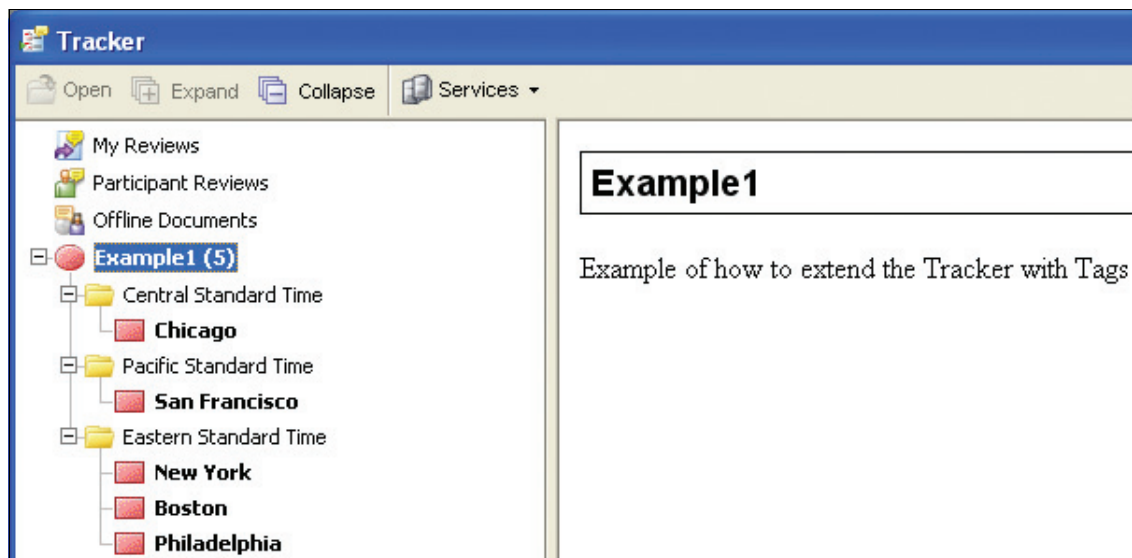 Tracker
Open Expand Collapse Services
My Reviews
Participant Reviews
Offline Documents
Example1 (5)
Central Standard Time
Chicago
Pacific Standard Time
San Francisco
Eastern Standard Time
New York
Boston
Philadelphia
Example1
Example of how to extend the Tracker with Tags